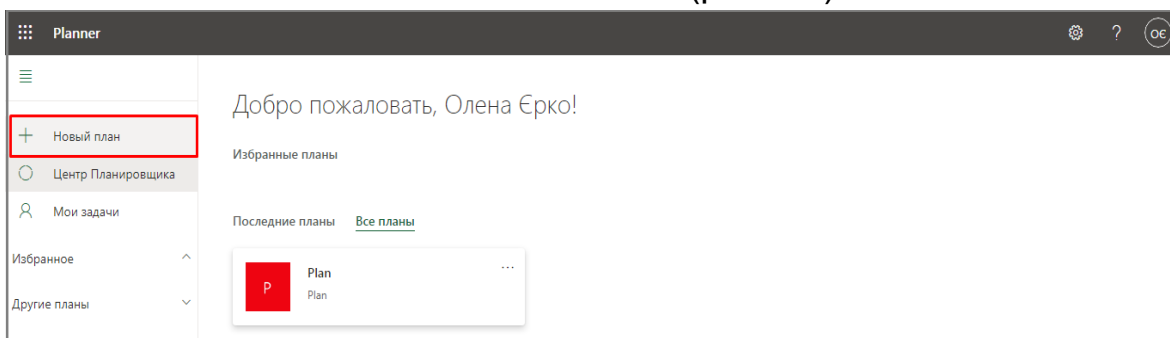 Planner
?
ОЄ
Добро пожаловать, Олена Єрко!
Новый план
Избранные планы
Центр Планировщика
Мои задачи
Последние планы Все планы
Избранное
Plan
...
P
Plan
Другие планы